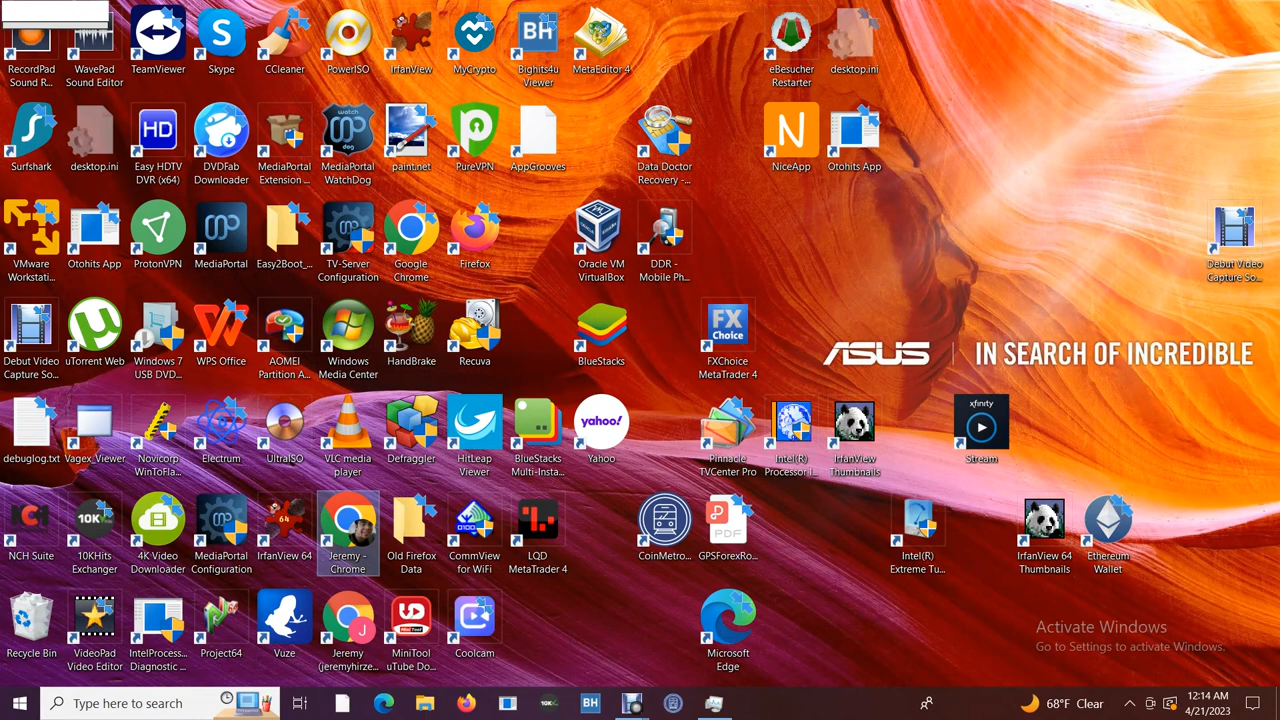 RecordPad
Sound R...
WavePad
Sound Editor
TeamViewer
Skype
CCleaner
PowerISO
IrfanView
MyCrypto
BH
Bighits4u
Viewer
MetaEditor 4
eBesucher
Restarter
desktop.ini
Surfshark
desktop.ini
HD
Easy HDTV
DVR (x64)
DVDFab
Downloader
MediaPortal
Extension ...
watch
dog
MediaPortal
WatchDog
paint.net
PureVPN
AppGrooves
Data Doctor
Recovery -...
N
NiceApp
Otohits App
VMware
Workstati...
Otohits App
ProtonVPN
MediaPortal
Easy2Boot_...
TV-Server
Configuration
Google
Chrome
Firefox
Oracle VM
VirtualBox
DDR -
Mobile Ph...
Debut Video
Capture So...
Debut Video
Capture So...
uTorrent Web
Windows 7
USB DVD...
WPS Office
AOMEI
Partition A...
Windows
Media Center
HandBrake
Recuva
BlueStacks
FX
Choice
FXChoice
MetaTrader 4
ASUS
IN SEARCH OF INCREDIBLE
debuglog.txt
Vagex_Viewer
Novicorp
WinToFla...
Electrum
UltraISO
VLC media
player
Defraggler
HitLeap
Viewer
BlueStacks
Multi-Insta...
yahoo!
Yahoo
Pinnacle
TVCenter Pro
Intel(R)
Processor I...
IrfanView
Thumbnails
xfinity
Stream
NCH Suite
10K
10KHits
Exchanger
4K Video
Downloader
MediaPortal
Configuration
64
IrfanView 64
Jeremy -
Chrome
Old Firefox
Data
0100
CommView
for WiFi
LQD
MetaTrader 4
CoinMetro...
PDF
GPSForexRo...
Intel(R)
Extreme Tu...
IrfanView 64
Thumbnails
Ethereum
Wallet
Recycle Bin
VideoPad
Video Editor
IntelProcess...
Diagnostic ...
Project64
Vuze
J
Jeremy
(jeremyhirze...
MiniTool
MiniTool
uTube Do...
Coolcam
Microsoft
Edge
Activate Windows
Go to Settings to activate Windows.
Type here to search
10K
BH
68°F Clear
12:14 AM
4/21/2023